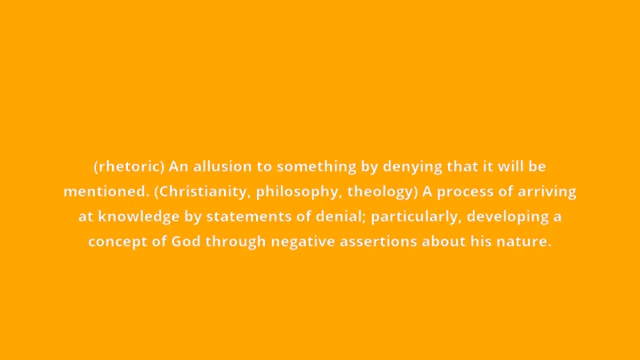 (rhetoric) An allusion to something by denying that it will be
mentioned. (Christianity, philosophy, theology) A process of arriving
at knowledge by statements of denial; particularly, developing a
concept of God through negative assertions about his nature.